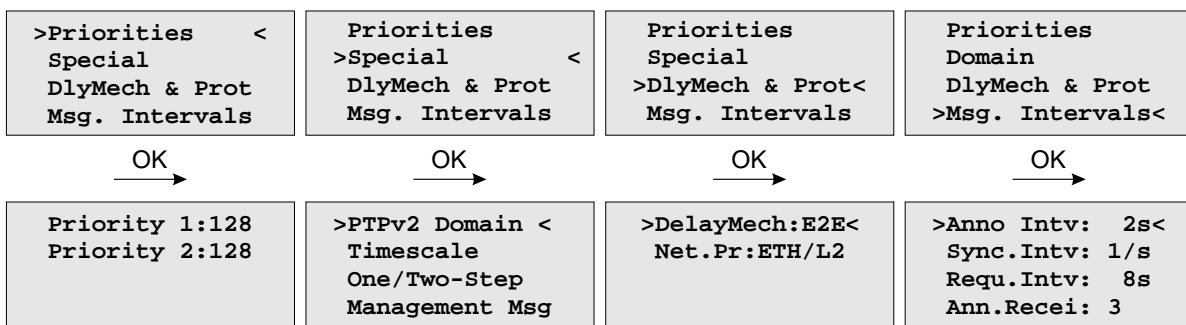 >Priorities <
Special
DlyMech & Prot
Msg. Intervals
Priorities
>Special <
DlyMech & Prot
Msg. Intervals
Priorities
Special
>DlyMech & Prot<
Msg. Intervals
Priorities
Domain
DlyMech & Prot
>Msg. Intervals<
OK
OK
OK
OK
Priority 1:128
Priority 2:128
>PTPv2 Domain <
Timescale
One/Two-Step
Management Msg
>DelayMech:E2E<
Net.Pr:ETH/L2
>Anno Intv: 2s<
Sync.Intv: 1/s
Requ.Intv: 8s
Ann.Recei: 3